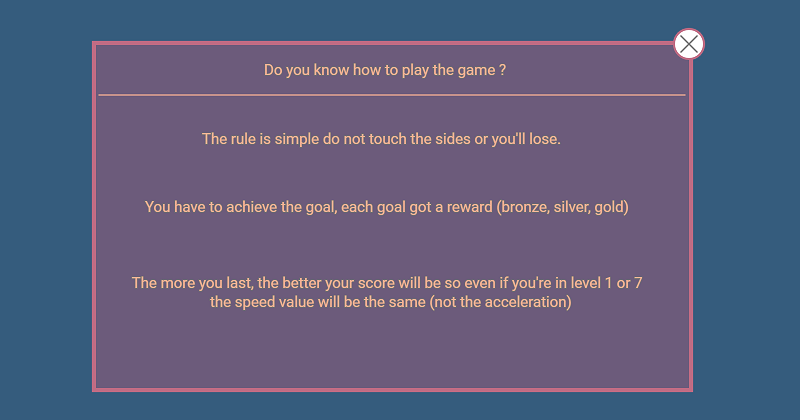 Do you know how to play the game ?
The rule is simple do not touch the sides or you'll lose.
You have to achieve the goal, each goal got a reward (bronze, silver, gold)
The more you last, the better your score will be so even if you're in level 1 or 7
the speed value will be the same (not the acceleration)